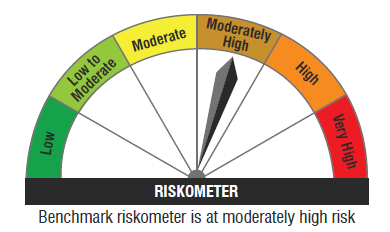 Low
Low to
Moderate
Moderate
Moderately
High
High
Very High
RISKOMETER
Benchmark riskometer is at moderately high risk